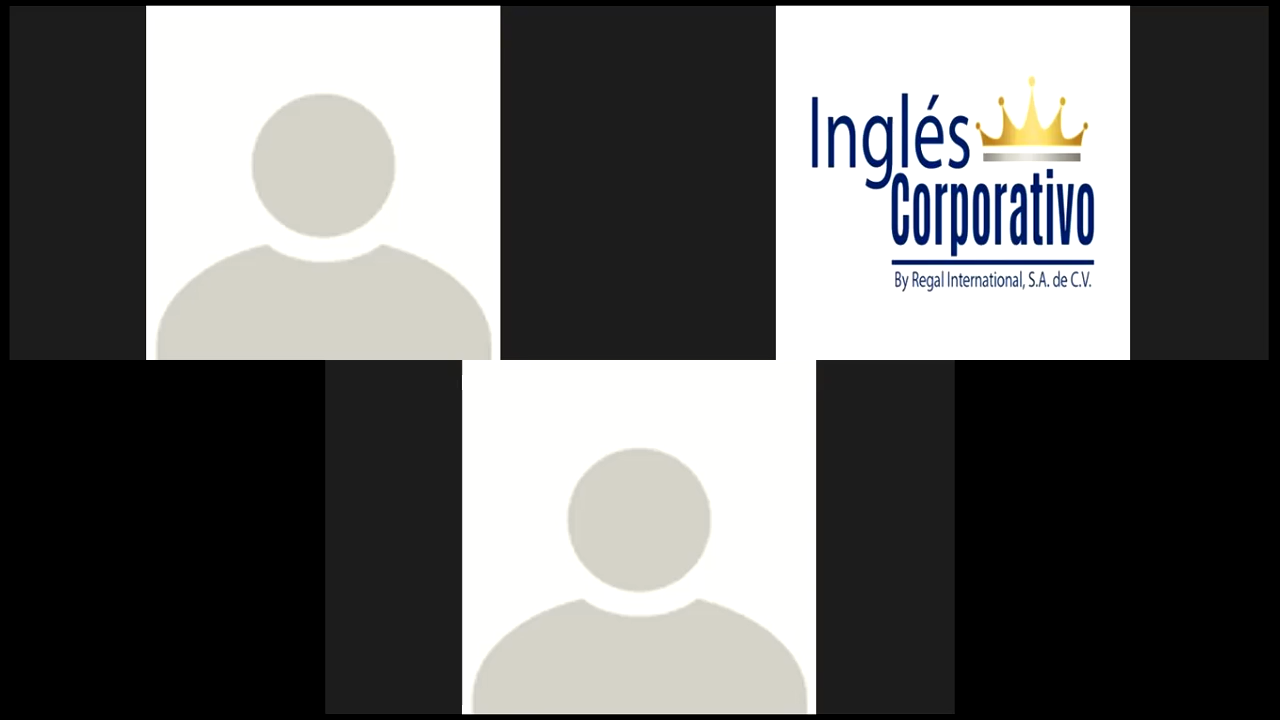 Inglés
Corporativo
By Regal International, S.A. de C.V.